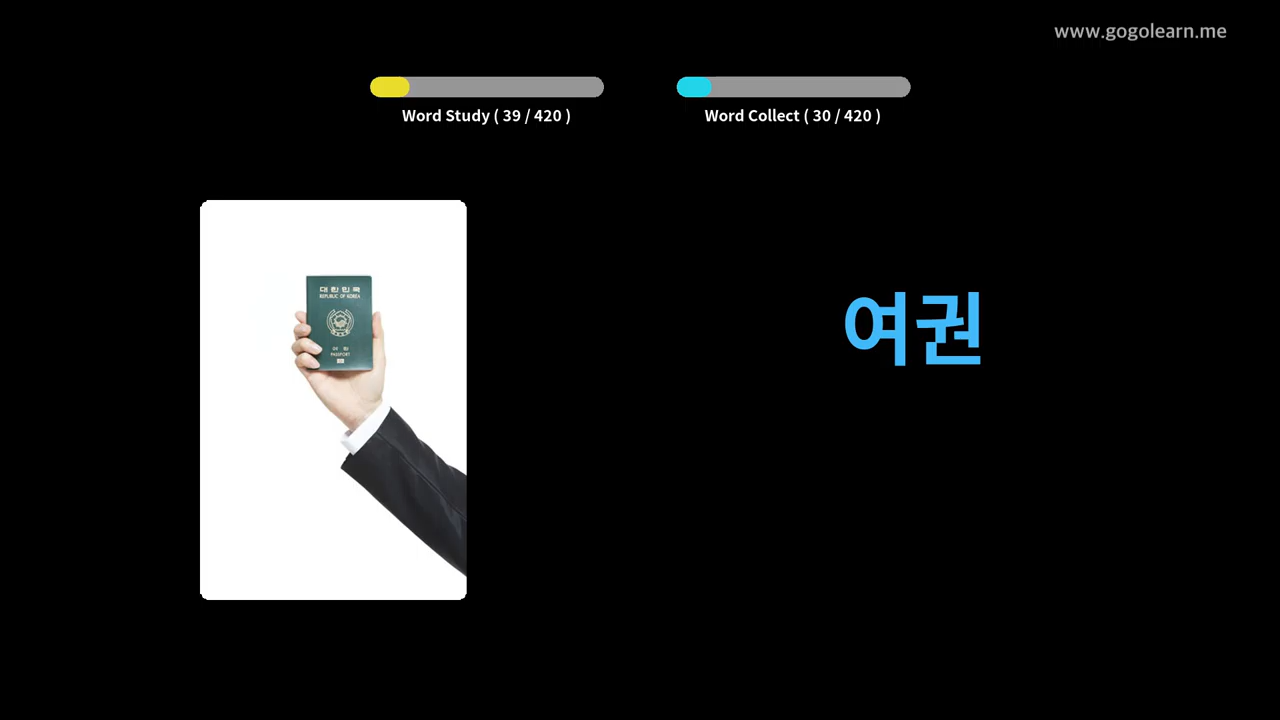 www.gogolearn.me
Word Study ( 39 / 420 )
Word Collect ( 30 / 420 )
대한민국
REPUBLIC OF KOREA
여권
PASSPORT
여권